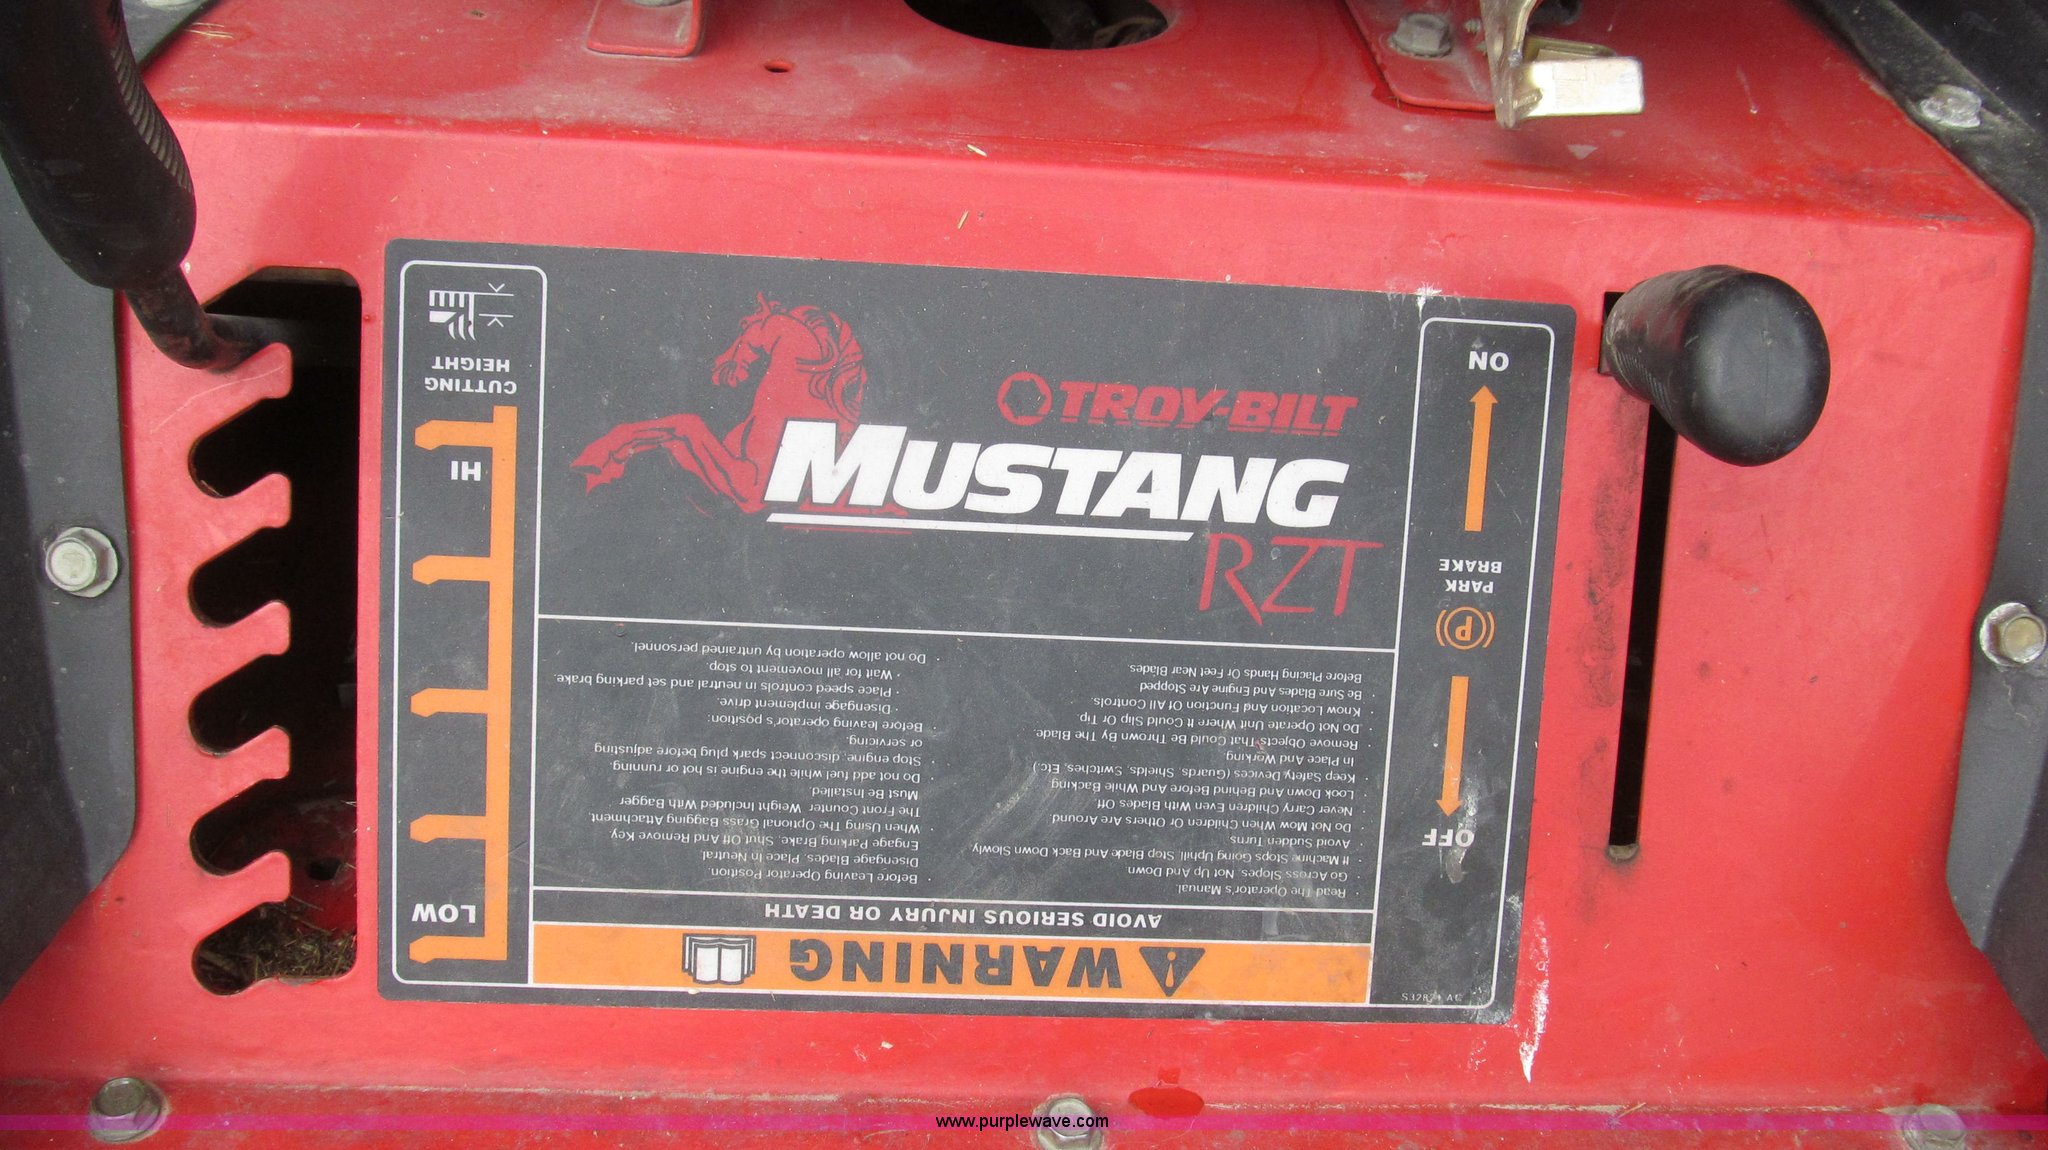 TROY-BILT
MUSTANG
RZT
WARNING
AVOID SERIOUS INJURY OR DEATH
· Read The Operator's Manual.
· Go Across Slopes, Not Up And Down.
· If Machine Stops Going Uphill, Stop Blade And Back Down Slowly
· Avoid Sudden Turns.
· Do Not Mow When Children Or Others Are Around.
· Never Carry Children Even With Blades Off.
· Look Down And Behind Before And While Backing.
· Keep Safety Devices (Guards, Shields, Switches, Etc.)
In Place And Working.
· Remove Objects That Could Be Thrown By The Blade.
· Do Not Operate Unit Where It Could Slip Or Tip.
· Know Location And Function Of All Controls.
· Be Sure Blades And Engine Are Stopped
Before Placing Hands Or Feet Near Blades.
· Before Leaving Operator Position,
Disengage Blades, Place In Neutral,
Engage Parking Brake, Shut Off And Remove Key.
· When Using The Optional Grass Bagging Attachment,
The Front Counter Weight Included With Bagger
Must Be Installed.
· Do not add fuel while the engine is hot or running.
· Stop engine, disconnect spark plug before adjusting
or servicing.
· Before leaving operator's position:
· Disengage implement drive.
· Place speed controls in neutral and set parking brake.
· Wait for all movement to stop.
· Do not allow operation by untrained personnel.
OFF
P
PARK
BRAKE
ON
LOW
HI
CUTTING
HEIGHT
www.purplewave.com